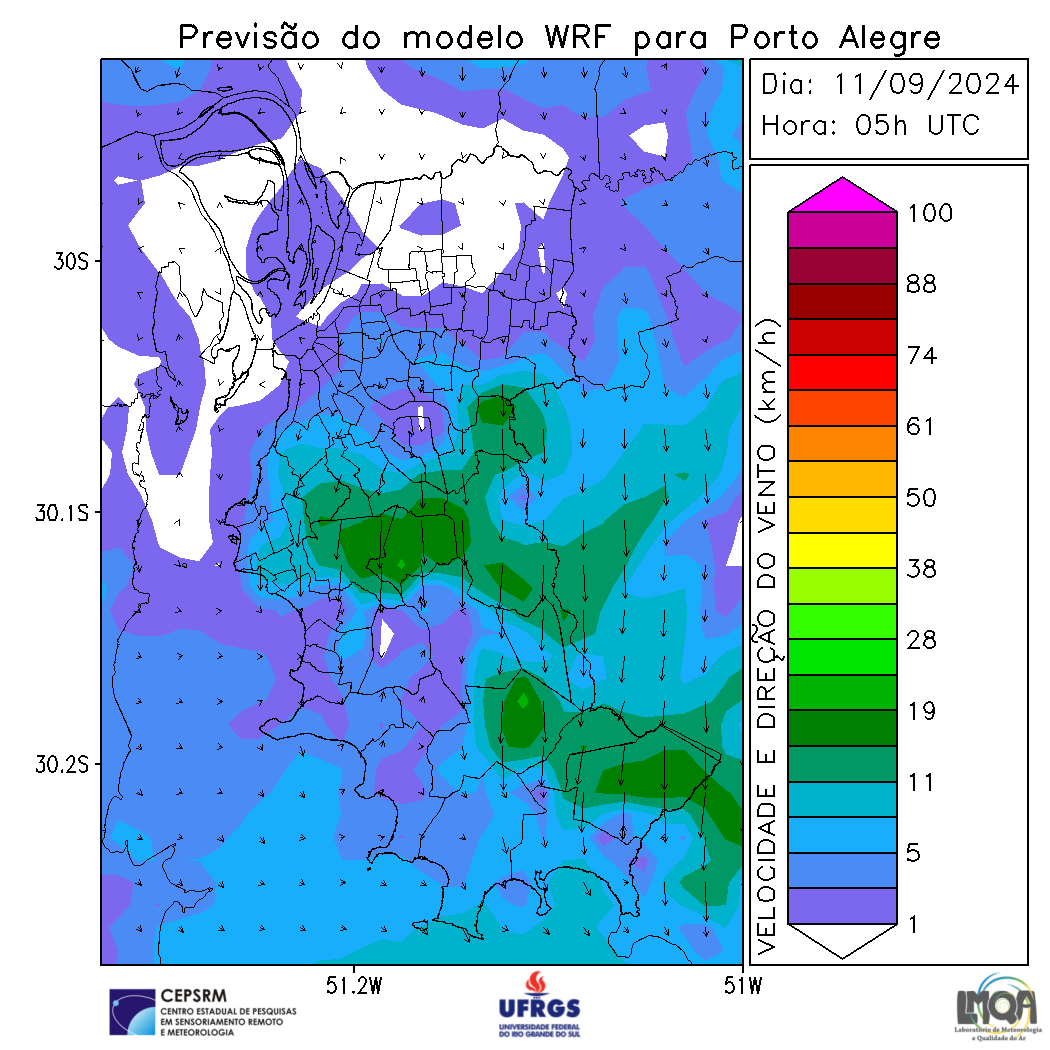 Previsão do modelo WRF para Porto Alegre
Dia: 11/09/2024
Hora: 05h UTC
30S
30.1S
30.2S
51.2W
51W
VELOCIDADE E DIREÇÃO DO VENTO (km/h)
100
88
74
61
50
38
28
19
11
5
1
CEPSRM
CENTRO ESTADUAL DE PESQUISAS
EM SENSORIAMENTO REMOTO
E METEOROLOGIA
UFRGS
UNIVERSIDADE FEDERAL
DO RIO GRANDE DO SUL
LMQA
Laboratório de Meteorologia
e Qualidade do Ar